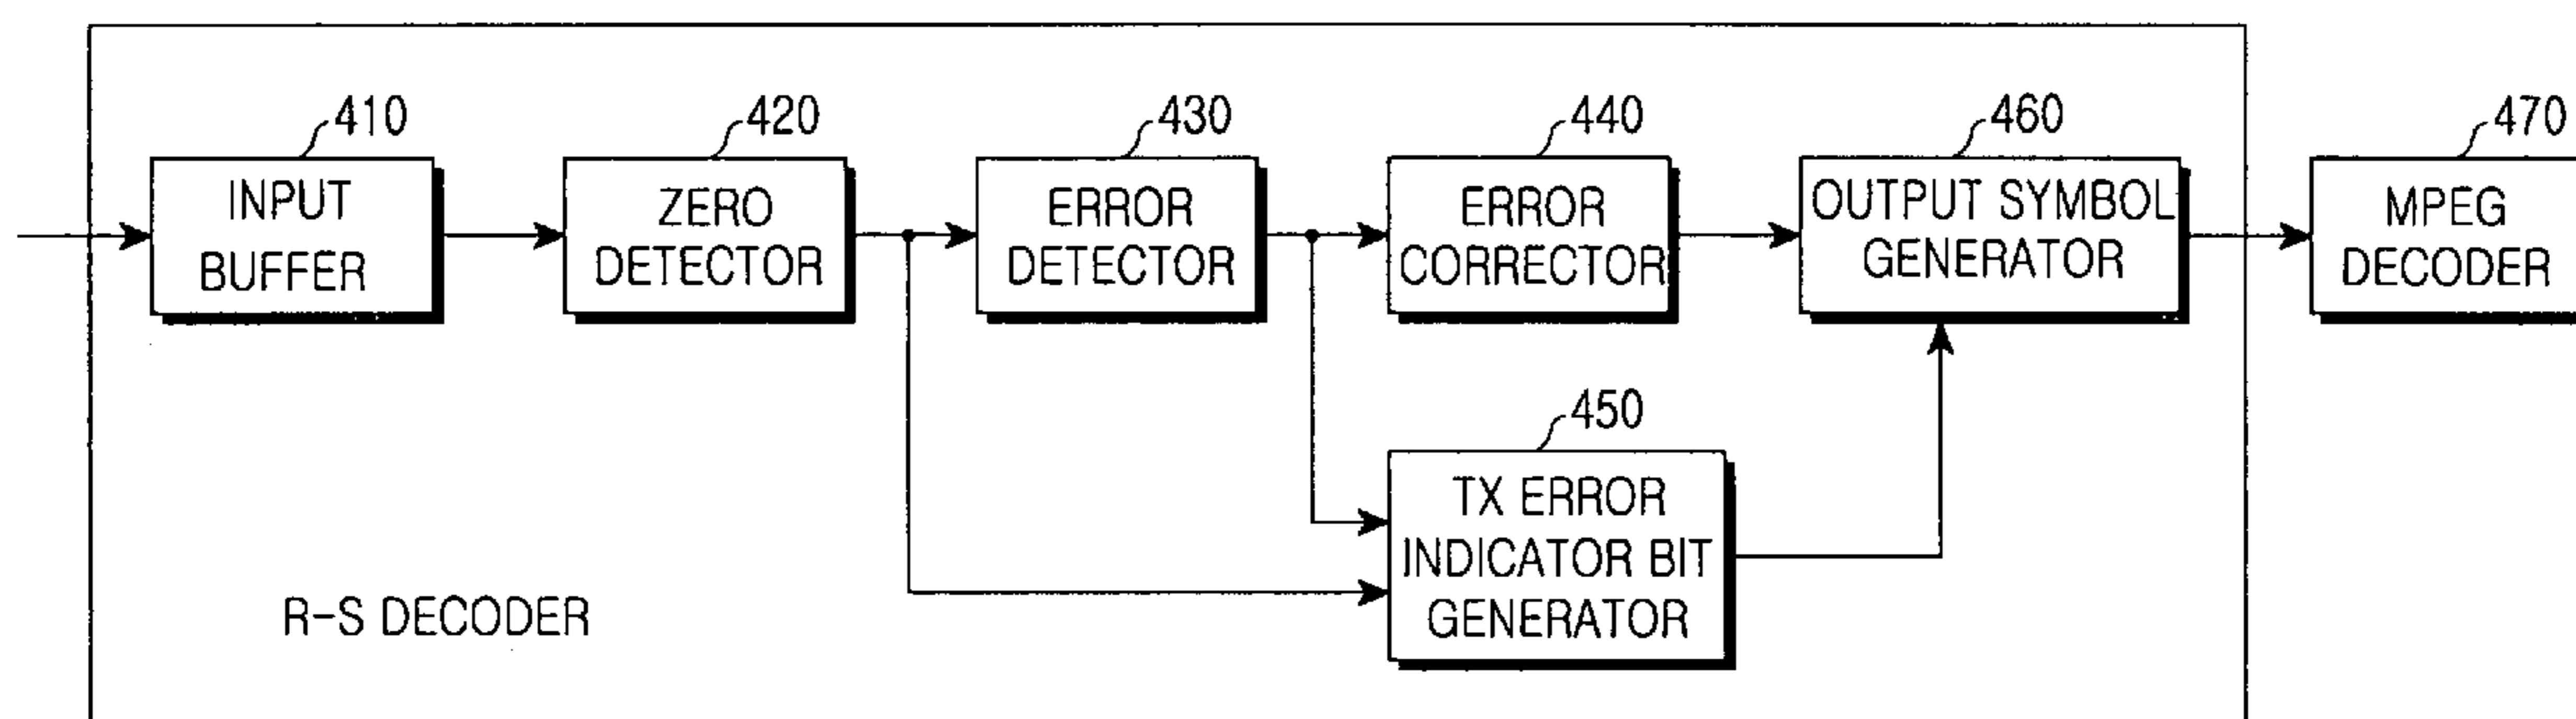 410
420
430
440
460
470
INPUT
BUFFER
ZERO
DETECTOR
ERROR
DETECTOR
ERROR
CORRECTOR
OUTPUT SYMBOL
GENERATOR
MPEG
DECODER
450
TX ERROR
INDICATOR BIT
GENERATOR
R-S DECODER